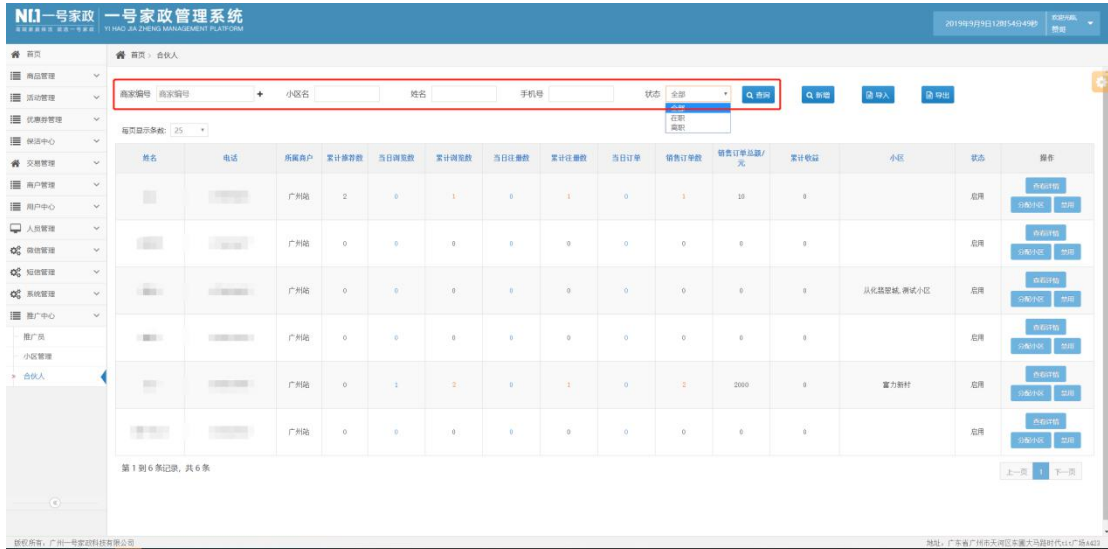 NO.1一号家政 一号家政管理系统
YI HAO JIA ZHENG MANAGEMENT PLATFORM
2019年9月9日12时54分49秒
首页
首页 > 合伙人
商品管理
活动管理
优惠券管理
保洁中心
交易管理
商户管理
用户中心
人员管理
微信管理
短信管理
系统管理
推广中心
推广员
小区管理
合伙人
商家编号 商家编号 + 小区名 姓名 手机号 状态 全部 查询 新增 导入 导出
全部
在职
离职
每页显示条数: 25
姓名 电话 所属商户 累计推荐数 当日浏览数 累计浏览数 当日注册数 累计注册数 当日订单 销售订单数 销售订单总额/元 累计收益 小区 状态 操作
广州站 2 0 1 0 1 0 1 10 0 启用 查看详情 分配小区 禁用
广州站 0 0 0 0 0 0 0 0 0 启用 查看详情 分配小区 禁用
广州站 0 0 0 0 0 0 0 0 0 从化翡翠城, 测试小区 启用 查看详情 分配小区 禁用
广州站 0 0 0 0 0 0 0 0 0 启用 查看详情 分配小区 禁用
广州站 0 1 2 0 1 0 2 2000 0 富力新村 启用 查看详情 分配小区 禁用
广州站 0 0 0 0 0 0 0 0 0 启用 查看详情 分配小区 禁用
第 1 到 6 条记录, 共 6 条
上一页 1 下一页
版权所有: 广州一号家政科技有限公司